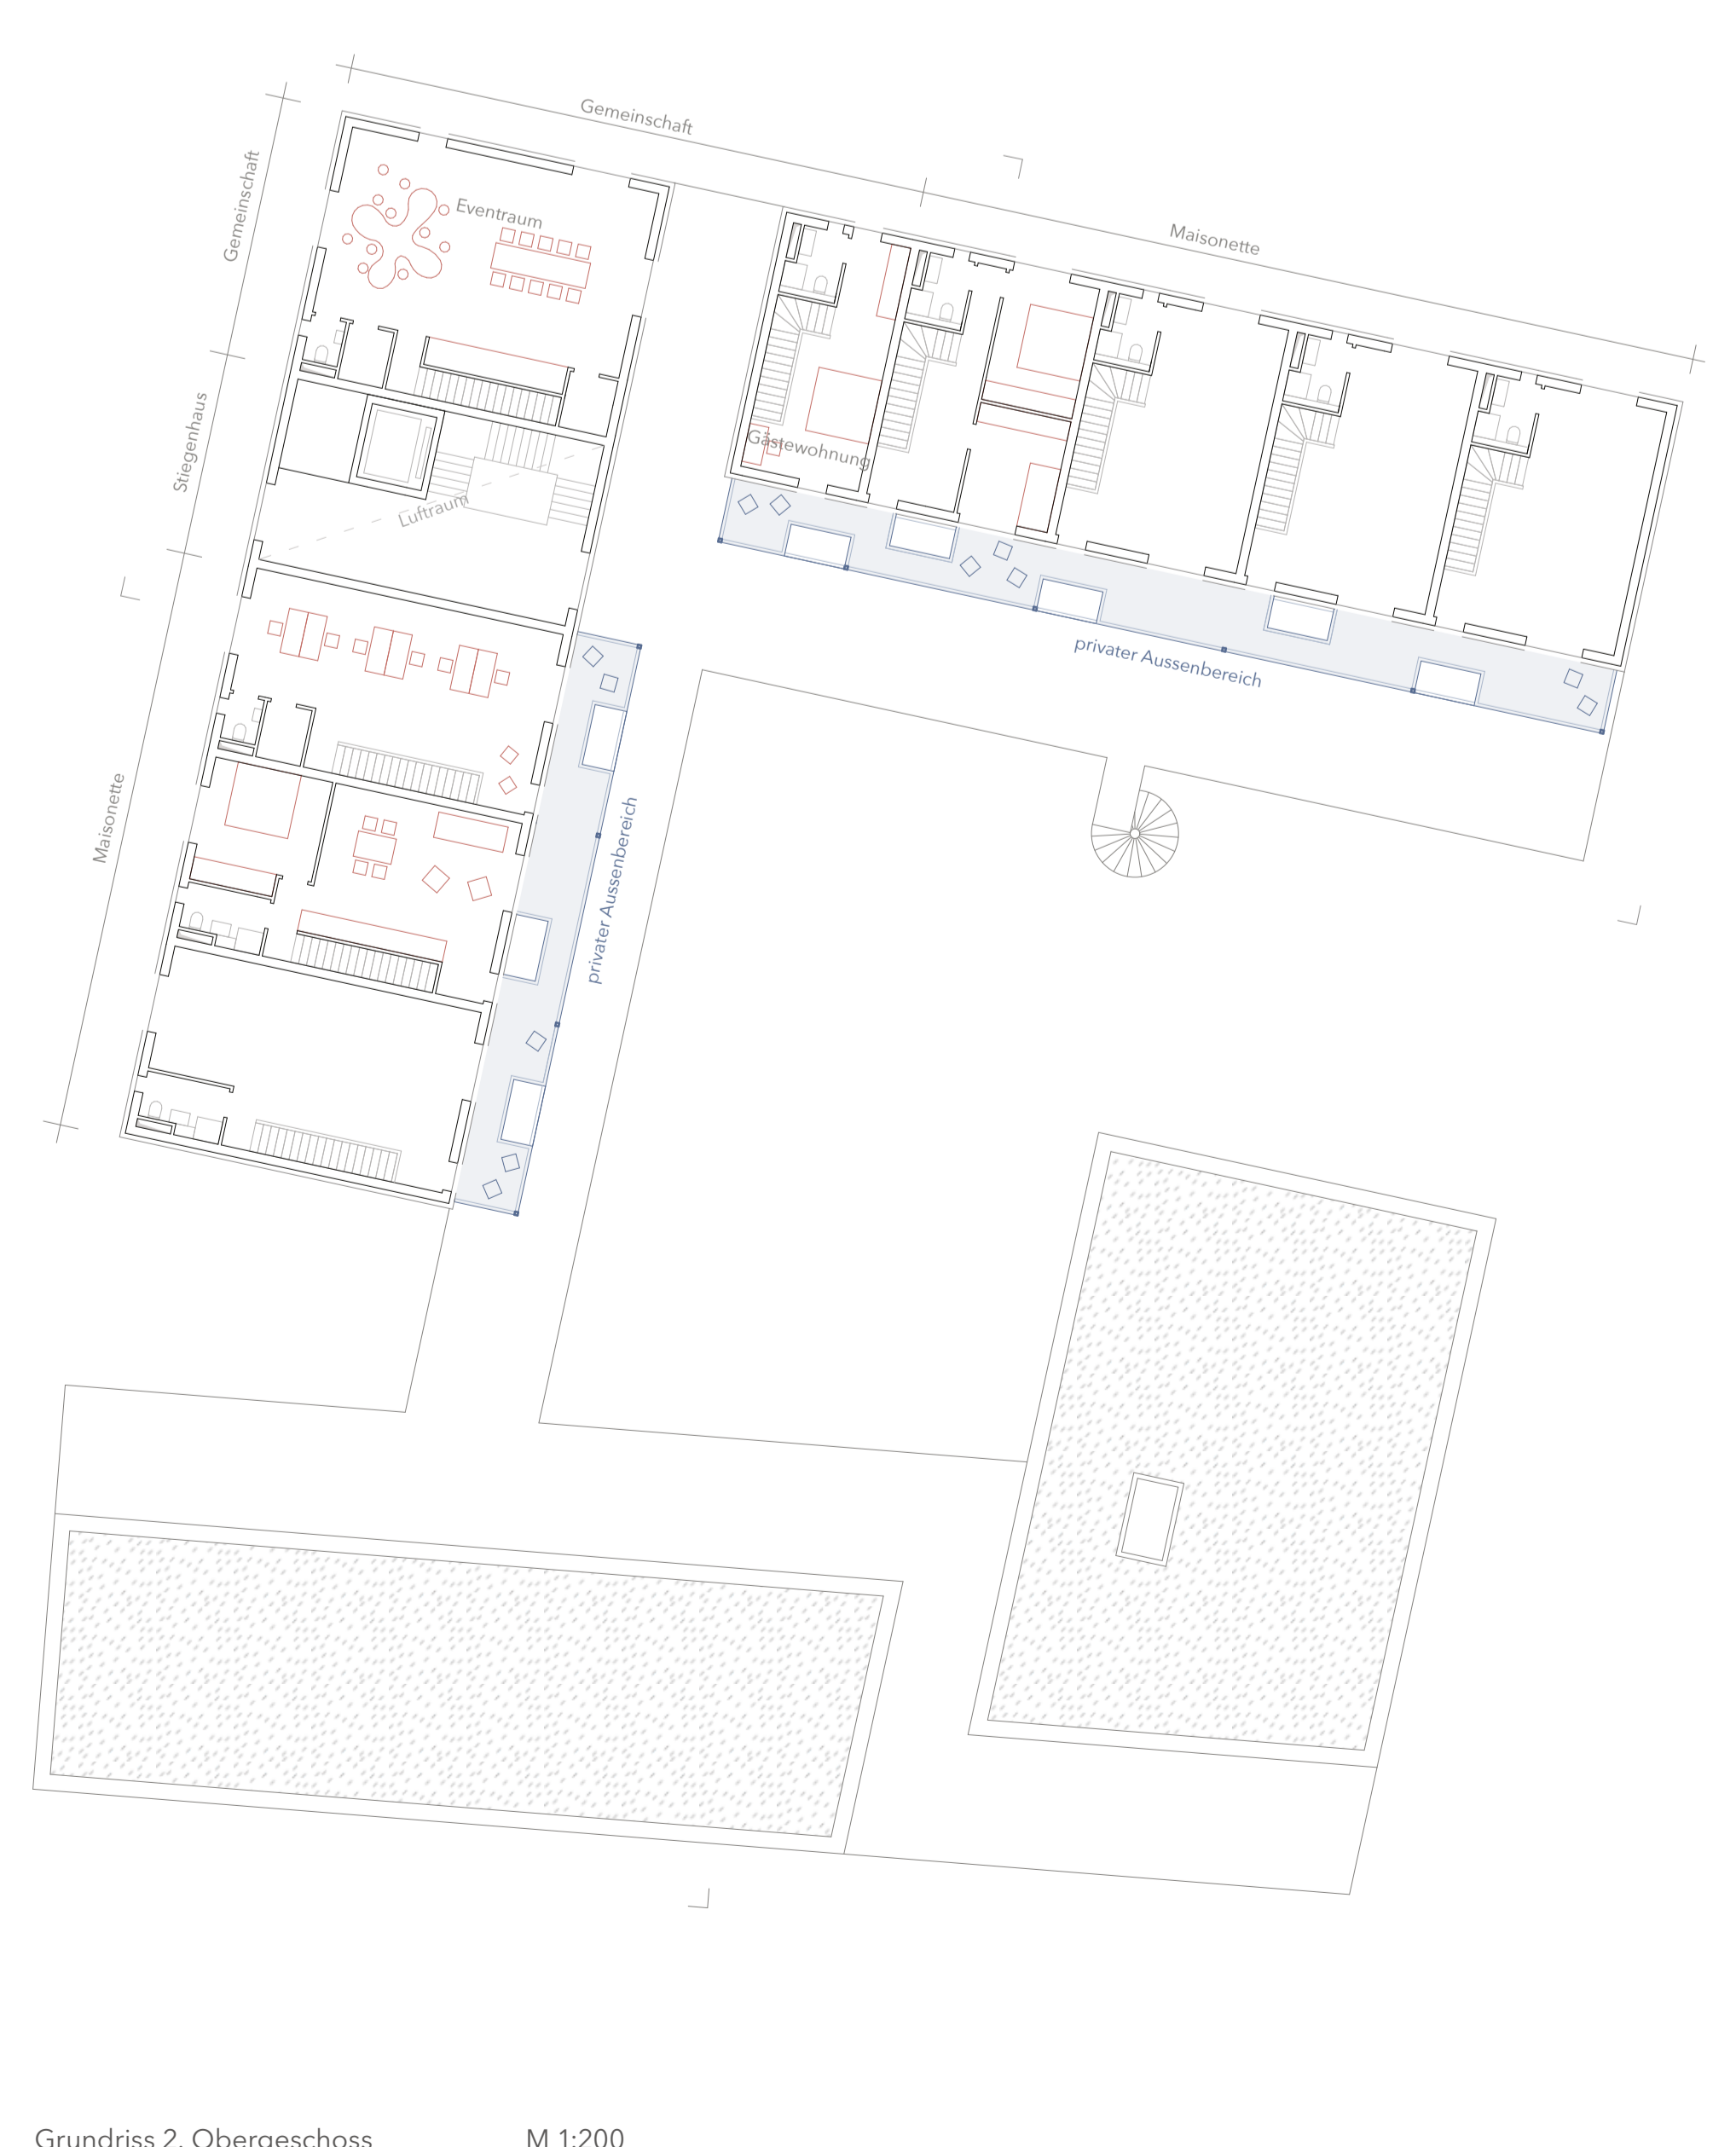 Gemeinschaft
Gemeinschaft
Eventraum
Maisonette
Gästewohnung
Stiegenhaus
Luftraum
privater Aussenbereich
Maisonette
privater Aussenbereich
Grundriss 2. Obergeschoss M 1:200